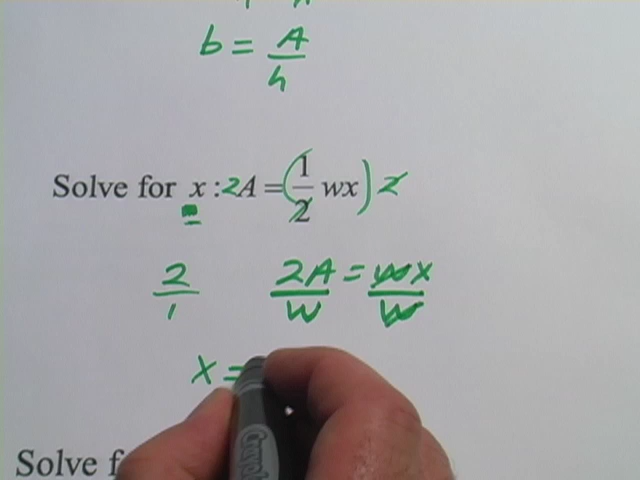 b = A/h
Solve for x : 2A = (1/2 wx) 2
2/1 2A/w = wx/w
x =
Solve f